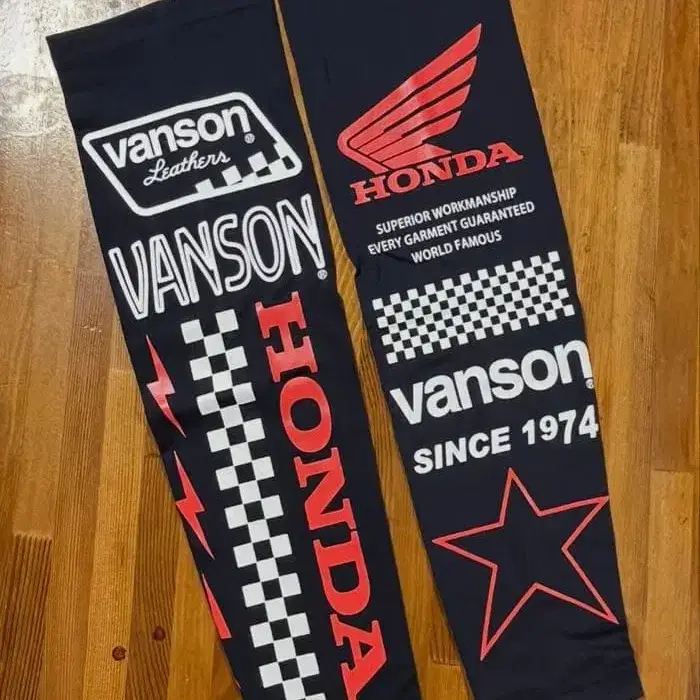 vanson®
Leathers
VANSON®
HONDA
HONDA
SUPERIOR WORKMANSHIP
EVERY GARMENT GUARANTEED
WORLD FAMOUS
vanson®
SINCE 1974